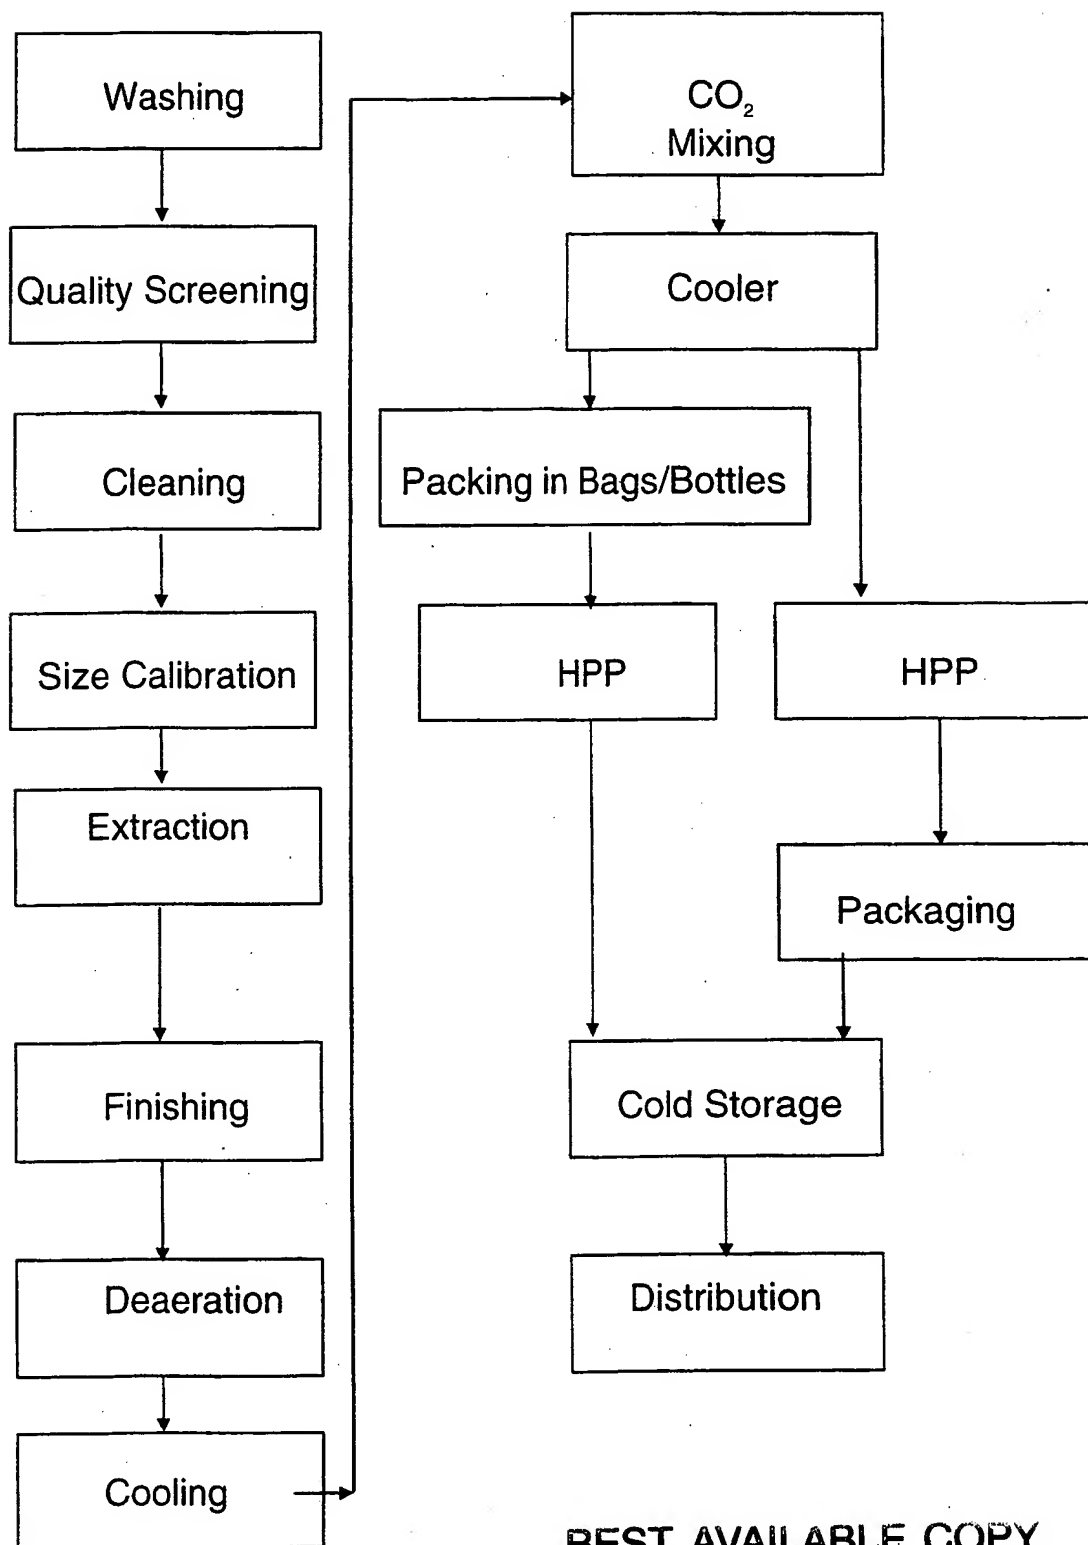 Washing
Quality Screening
Cleaning
Size Calibration
Extraction
Finishing
Deaeration
Cooling
CO₂
Mixing
Cooler
Packing in Bags/Bottles
HPP
HPP
Packaging
Cold Storage
Distribution
BEST AVAILABLE COPY